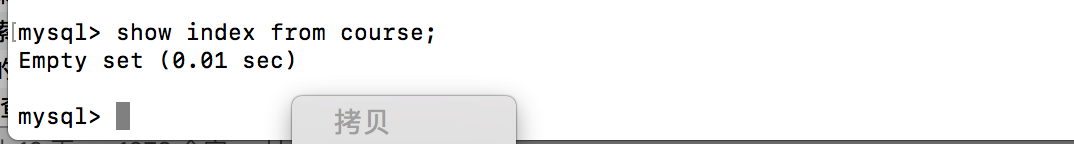 mysql> show index from course;
Empty set (0.01 sec)
mysql>
拷贝